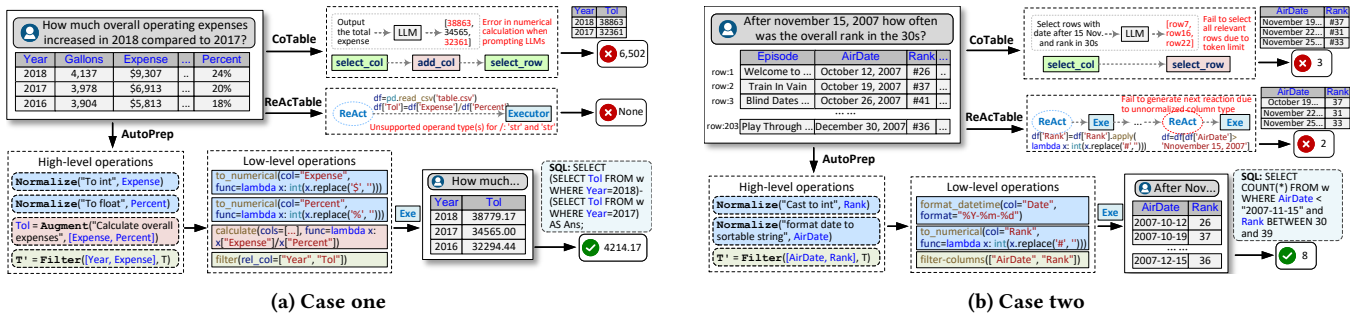 How much overall operating expenses
increased in 2018 compared to 2017?
Year Gallons Expense ... Percent
2018 4,137 $9,307 .. 24%
2017 3,978 $6,913 .. 20%
2016 3,904 $5,813 .. 18%
CoTable
Output
the total
expense
LLM
[38863,
34565,
32361]
Error in numerical
calculation when
prompting LLMs
select_col
add_col
select_row
Year Tol
2018 38863
2017 32361
6,502
ReAcTable
ReAct
df=pd.read_csv('table.csv')
df['Tol']=df['Expense']/df['Percent']
Executor
Unsupported operand type(s) for /: 'str' and 'str'
None
AutoPrep
High-level operations
Normalize("To int", Expense)
Normalize("To float", Percent)
Tol = Augment("Calculate overall
expenses", [Expense, Percent])
T' = Filter([Year, Expense], T)
Low-level operations
to_numerical(col="Expense",
func=lambda x: int(x.replace('$', '')))
to_numerical(col="Percent",
func=lambda x: int(x.replace('%', '')))
calculate(cols=[...], func=lambda x:
x["Expense"]/x["Percent"])
filter(rel_col=["Year", "Tol"])
Exe
How much...
Year Tol
2018 38779.17
2017 34565.00
2016 32294.44
SQL: SELECT
(SELECT Tol FROM w
WHERE Year=2018)-
(SELECT Tol FROM w
WHERE Year=2017)
AS Ans;
4214.17
(a) Case one
After november 15, 2007 how often
was the overall rank in the 30s?
Episode AirDate Rank ...
row:1 Welcome to ... October 12, 2007 #26 ..
row:2 Train In Vain October 19, 2007 #37 ..
row:3 Blind Dates ... October 26, 2007 #41 ..
... ...
row:203 Play Through ... December 30, 2007 #36 ..
CoTable
Select rows with
date after 15 Nov.
and rank in 30s
LLM
[row7,
row16,
row22]
Fail to select
all relevant
rows due to
token limit
select_col
select_row
AirDate Rank
November 19... #37
November 22... #31
November 25... #33
3
ReAcTable
Fail to generate next reaction due to
unnormalized column type
ReAct
Exe
...
ReAct
Exe
df['Rank']=df['Rank'].apply(
lambda x: int(x.replace('#','')))
df=df[df['AirDate']>
'November 15, 2007']
AirDate Rank
October 19... 37
November 22... 31
November 25... 33
2
AutoPrep
High-level operations
Normalize("Cast to int", Rank)
Normalize("format date to
sortable string", AirDate)
T' = Filter([AirDate, Rank], T)
Low-level operations
format_datetime(col="Date",
format="%Y-%m-%d")
to_numerical(col="Rank",
func=lambda x: int(x.replace('#', '')))
filter-columns(["AirDate", "Rank"])
Exe
After Nov...
AirDate Rank
2007-10-12 26
2007-10-19 37
... ...
2007-12-15 36
SQL: SELECT
COUNT(*) FROM w
WHERE AirDate <
"2007-11-15" and
Rank BETWEEN 30
and 39
8
(b) Case two